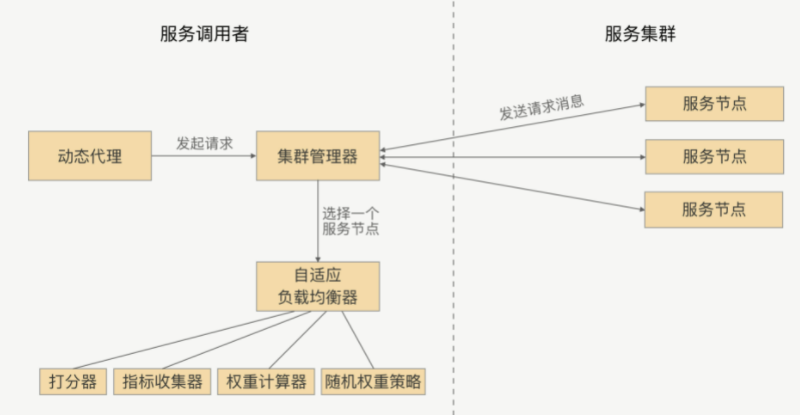 服务调用者
服务集群
发送请求消息
服务节点
动态代理
发起请求
集群管理器
服务节点
服务节点
选择一个
服务节点
自适应
负载均衡器
打分器
指标收集器
权重计算器
随机权重策略